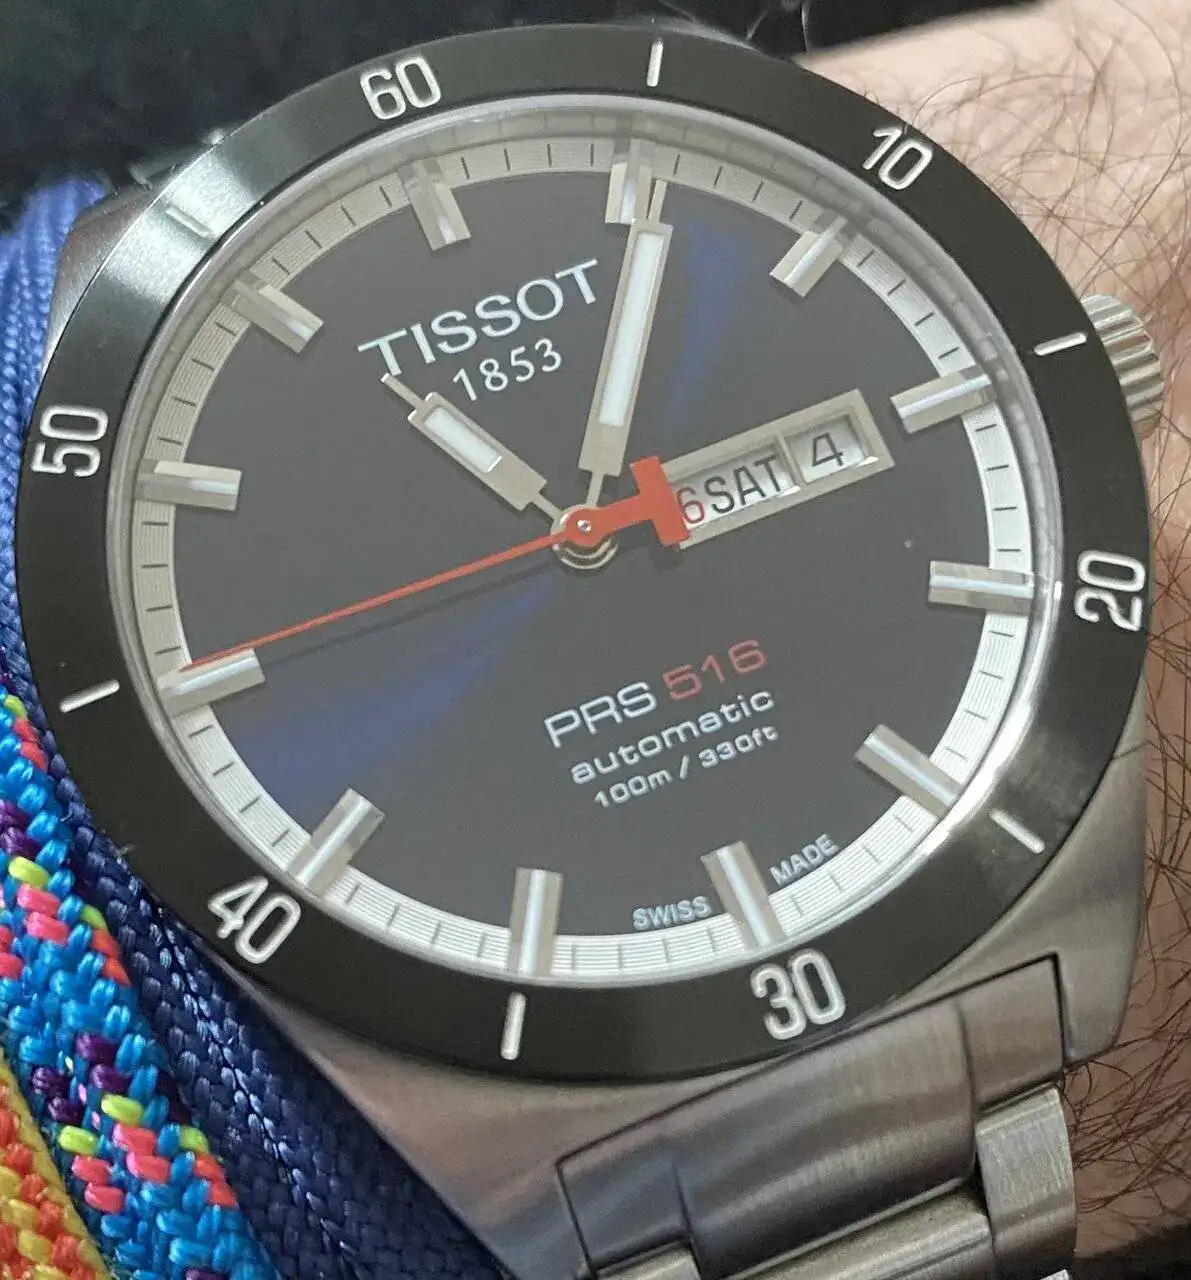 60
10
TISSOT
1853
50
6 SAT 4
20
PRS 516
automatic
100m / 330ft
SWISS MADE
40
30